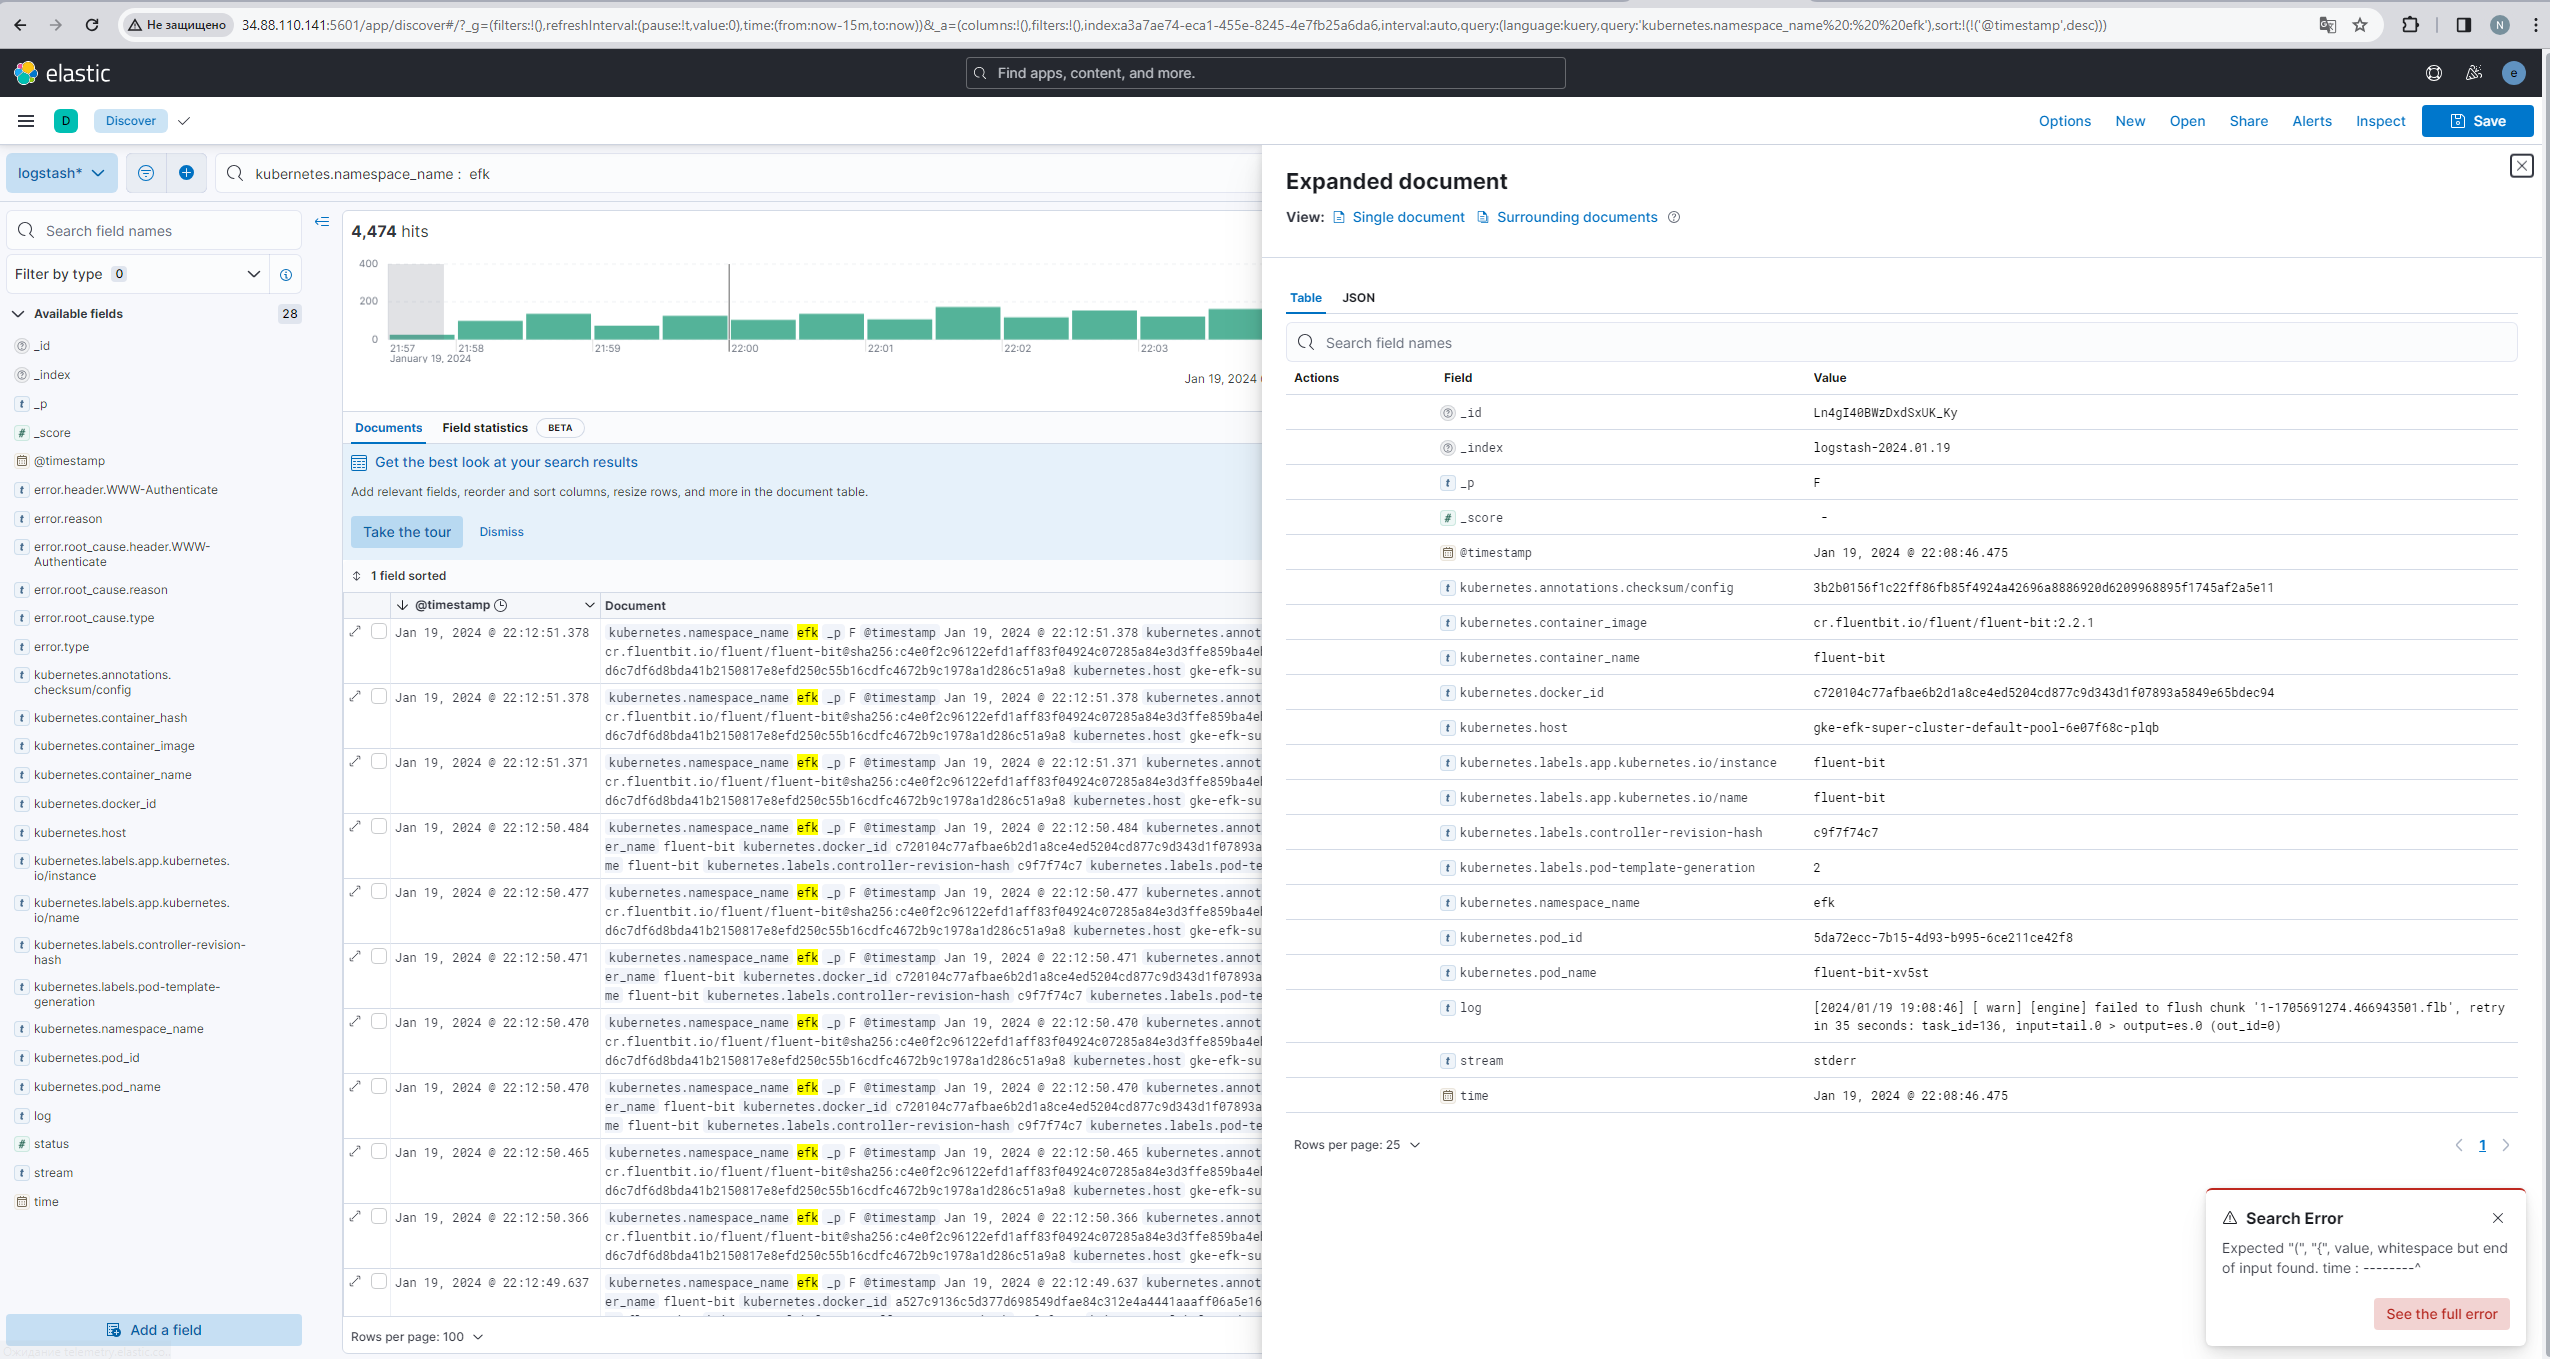 Не защищено
34.88.110.141:5601/app/discover#/?_g=(filters:!(),refreshInterval:(pause:!t,value:0),time:(from:now-15m,to:now))&_a=(columns:!(),filters:!(),index:a3a7ae74-eca1-455e-8245-4e7fb25a6da6,interval:auto,query:(language:kuery,query:'kubernetes.namespace_name%20:%20%20efk'),sort:!(!('@timestamp',desc)))
N
elastic
Find apps, content, and more.
e
D
Discover
Options
New
Open
Share
Alerts
Inspect
Save
logstash*
kubernetes.namespace_name : efk
Search field names
Filter by type 0
Available fields 28
_id
_index
_p
_score
@timestamp
error.header.WWW-Authenticate
error.reason
error.root_cause.header.WWW-
Authenticate
error.root_cause.reason
error.root_cause.type
error.type
kubernetes.annotations.
checksum/config
kubernetes.container_hash
kubernetes.container_image
kubernetes.container_name
kubernetes.docker_id
kubernetes.host
kubernetes.labels.app.kubernetes.
io/instance
kubernetes.labels.app.kubernetes.
io/name
kubernetes.labels.controller-revision-
hash
kubernetes.labels.pod-template-
generation
kubernetes.namespace_name
kubernetes.pod_id
kubernetes.pod_name
log
status
stream
time
Add a field
4,474 hits
400
200
0
21:57 21:58 21:59 22:00 22:01 22:02 22:03
January 19, 2024
Jan 19, 2024
Documents
Field statistics
BETA
Get the best look at your search results
Add relevant fields, reorder and sort columns, resize rows, and more in the document table.
Take the tour
Dismiss
1 field sorted
@timestamp
Document
Jan 19, 2024 @ 22:12:51.378 kubernetes.namespace_name efk _p F @timestamp Jan 19, 2024 @ 22:12:51.378 kubernetes.annot
cr.fluentbit.io/fluent/fluent-bit@sha256:c4e0f2c96122efd1aff83f04924c07285a84e3d3ffe859ba4eb
d6c7df6d8bda41b2150817e8efd250c55b16cdfc4672b9c1978a1d286c51a9a8 kubernetes.host gke-efk-su
Jan 19, 2024 @ 22:12:51.378 kubernetes.namespace_name efk _p F @timestamp Jan 19, 2024 @ 22:12:51.378 kubernetes.annot
cr.fluentbit.io/fluent/fluent-bit@sha256:c4e0f2c96122efd1aff83f04924c07285a84e3d3ffe859ba4eb
d6c7df6d8bda41b2150817e8efd250c55b16cdfc4672b9c1978a1d286c51a9a8 kubernetes.host gke-efk-su
Jan 19, 2024 @ 22:12:51.371 kubernetes.namespace_name efk _p F @timestamp Jan 19, 2024 @ 22:12:51.371 kubernetes.annot
cr.fluentbit.io/fluent/fluent-bit@sha256:c4e0f2c96122efd1aff83f04924c07285a84e3d3ffe859ba4eb
d6c7df6d8bda41b2150817e8efd250c55b16cdfc4672b9c1978a1d286c51a9a8 kubernetes.host gke-efk-su
Jan 19, 2024 @ 22:12:50.484 kubernetes.namespace_name efk _p F @timestamp Jan 19, 2024 @ 22:12:50.484 kubernetes.annot
er_name fluent-bit kubernetes.docker_id c720104c77afbae6b2d1a8ce4ed5204cd877c9d343d1f07893a
me fluent-bit kubernetes.labels.controller-revision-hash c9f7f74c7 kubernetes.labels.pod-te
Jan 19, 2024 @ 22:12:50.477 kubernetes.namespace_name efk _p F @timestamp Jan 19, 2024 @ 22:12:50.477 kubernetes.annot
cr.fluentbit.io/fluent/fluent-bit@sha256:c4e0f2c96122efd1aff83f04924c07285a84e3d3ffe859ba4eb
d6c7df6d8bda41b2150817e8efd250c55b16cdfc4672b9c1978a1d286c51a9a8 kubernetes.host gke-efk-su
Jan 19, 2024 @ 22:12:50.471 kubernetes.namespace_name efk _p F @timestamp Jan 19, 2024 @ 22:12:50.471 kubernetes.annot
er_name fluent-bit kubernetes.docker_id c720104c77afbae6b2d1a8ce4ed5204cd877c9d343d1f07893a
me fluent-bit kubernetes.labels.controller-revision-hash c9f7f74c7 kubernetes.labels.pod-te
Jan 19, 2024 @ 22:12:50.470 kubernetes.namespace_name efk _p F @timestamp Jan 19, 2024 @ 22:12:50.470 kubernetes.annot
cr.fluentbit.io/fluent/fluent-bit@sha256:c4e0f2c96122efd1aff83f04924c07285a84e3d3ffe859ba4eb
d6c7df6d8bda41b2150817e8efd250c55b16cdfc4672b9c1978a1d286c51a9a8 kubernetes.host gke-efk-su
Jan 19, 2024 @ 22:12:50.470 kubernetes.namespace_name efk _p F @timestamp Jan 19, 2024 @ 22:12:50.470 kubernetes.annot
er_name fluent-bit kubernetes.docker_id c720104c77afbae6b2d1a8ce4ed5204cd877c9d343d1f07893a
me fluent-bit kubernetes.labels.controller-revision-hash c9f7f74c7 kubernetes.labels.pod-te
Jan 19, 2024 @ 22:12:50.465 kubernetes.namespace_name efk _p F @timestamp Jan 19, 2024 @ 22:12:50.465 kubernetes.annot
cr.fluentbit.io/fluent/fluent-bit@sha256:c4e0f2c96122efd1aff83f04924c07285a84e3d3ffe859ba4eb
d6c7df6d8bda41b2150817e8efd250c55b16cdfc4672b9c1978a1d286c51a9a8 kubernetes.host gke-efk-su
Jan 19, 2024 @ 22:12:50.366 kubernetes.namespace_name efk _p F @timestamp Jan 19, 2024 @ 22:12:50.366 kubernetes.annot
cr.fluentbit.io/fluent/fluent-bit@sha256:c4e0f2c96122efd1aff83f04924c07285a84e3d3ffe859ba4eb
d6c7df6d8bda41b2150817e8efd250c55b16cdfc4672b9c1978a1d286c51a9a8 kubernetes.host gke-efk-su
Jan 19, 2024 @ 22:12:49.637 kubernetes.namespace_name efk _p F @timestamp Jan 19, 2024 @ 22:12:49.637 kubernetes.annot
er_name fluent-bit kubernetes.docker_id a527c9136c5d377d698549dfae84c312e4a4441aaaff06a5e16
Rows per page: 100
Expanded document
View: Single document Surrounding documents
Table
JSON
Search field names
Actions Field Value
_id Ln4gI40BWzDxdSxUK_Ky
_index logstash-2024.01.19
_p F
_score -
@timestamp Jan 19, 2024 @ 22:08:46.475
kubernetes.annotations.checksum/config 3b2b0156f1c22ff86fb85f4924a42696a8886920d6209968895f1745af2a5e11
kubernetes.container_image cr.fluentbit.io/fluent/fluent-bit:2.2.1
kubernetes.container_name fluent-bit
kubernetes.docker_id c720104c77afbae6b2d1a8ce4ed5204cd877c9d343d1f07893a5849e65bdec94
kubernetes.host gke-efk-super-cluster-default-pool-6e07f68c-plqb
kubernetes.labels.app.kubernetes.io/instance fluent-bit
kubernetes.labels.app.kubernetes.io/name fluent-bit
kubernetes.labels.controller-revision-hash c9f7f74c7
kubernetes.labels.pod-template-generation 2
kubernetes.namespace_name efk
kubernetes.pod_id 5da72ecc-7b15-4d93-b995-6ce211ce42f8
kubernetes.pod_name fluent-bit-xv5st
log [2024/01/19 19:08:46] [ warn] [engine] failed to flush chunk '1-1705691274.466943501.flb', retry
in 35 seconds: task_id=136, input=tail.0 > output=es.0 (out_id=0)
stream stderr
time Jan 19, 2024 @ 22:08:46.475
Rows per page: 25
1
Search Error
Expected "(", "{", value, whitespace but end
of input found. time : --------^
See the full error